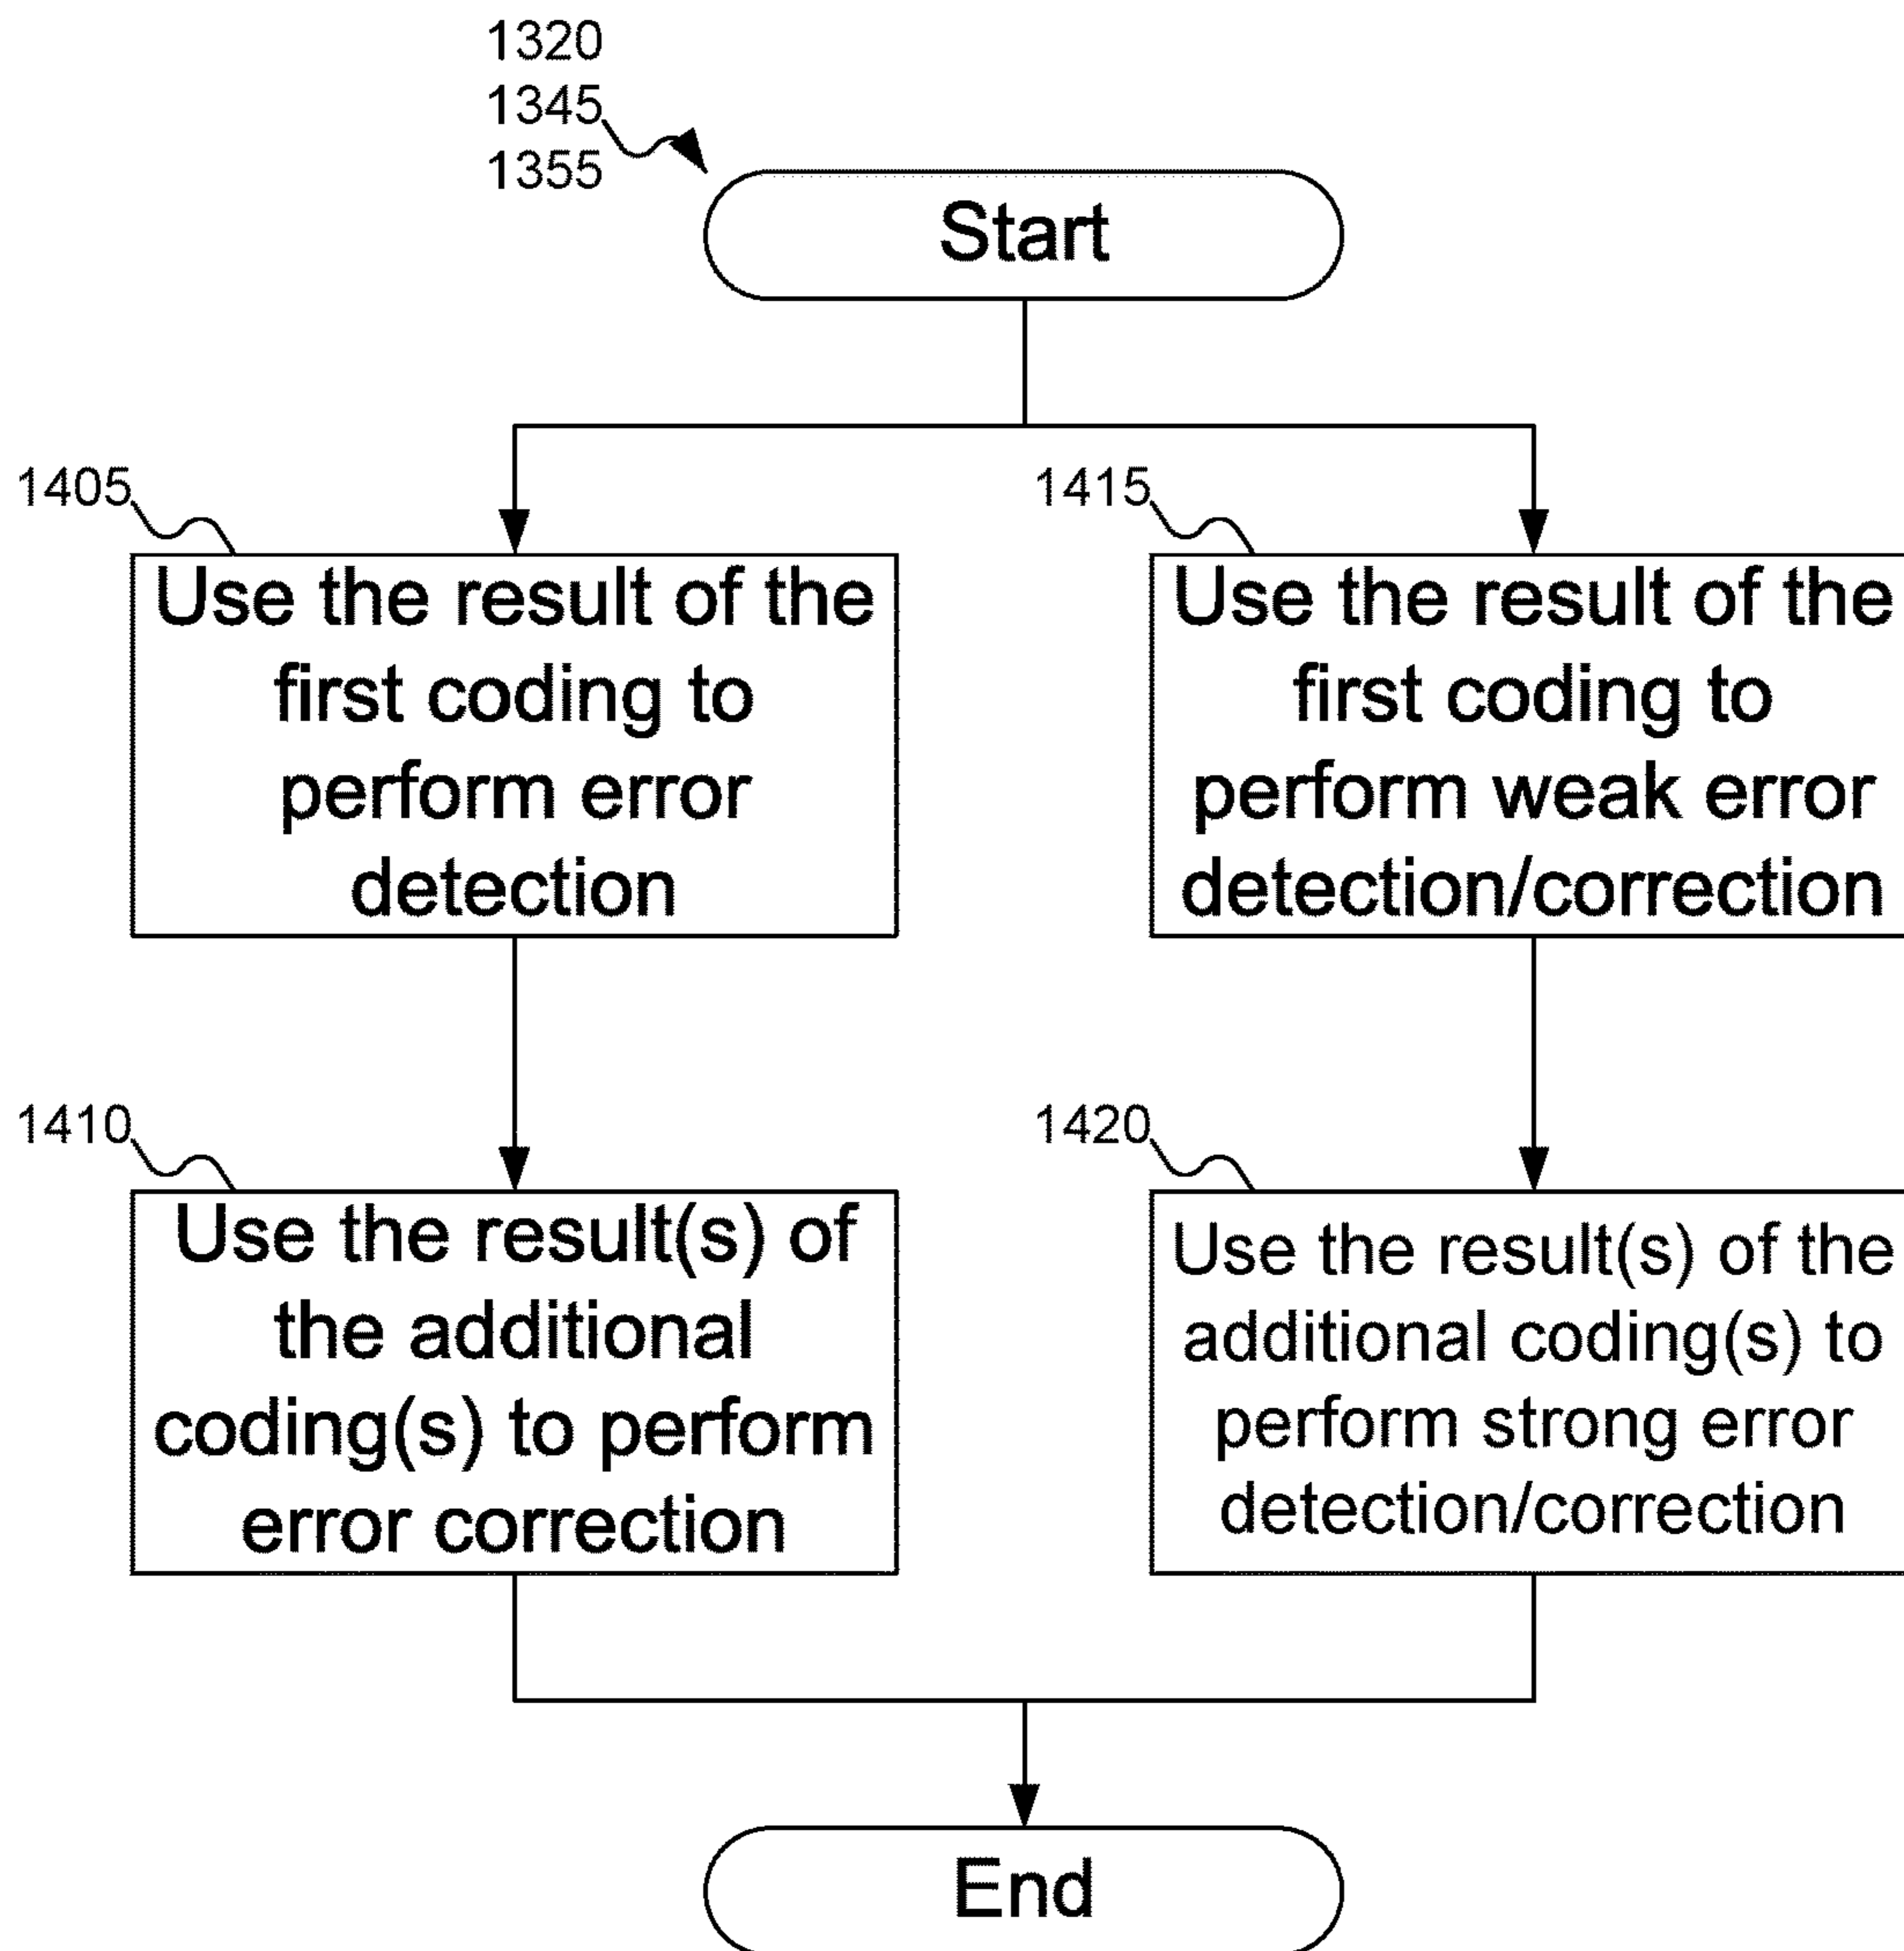 1320
1345
1355
Start
1405
Use the result of the
first coding to
perform error
detection
1415
Use the result of the
first coding to
perform weak error
detection/correction
1410
Use the result(s) of
the additional
coding(s) to perform
error correction
1420
Use the result(s) of the
additional coding(s) to
perform strong error
detection/correction
End